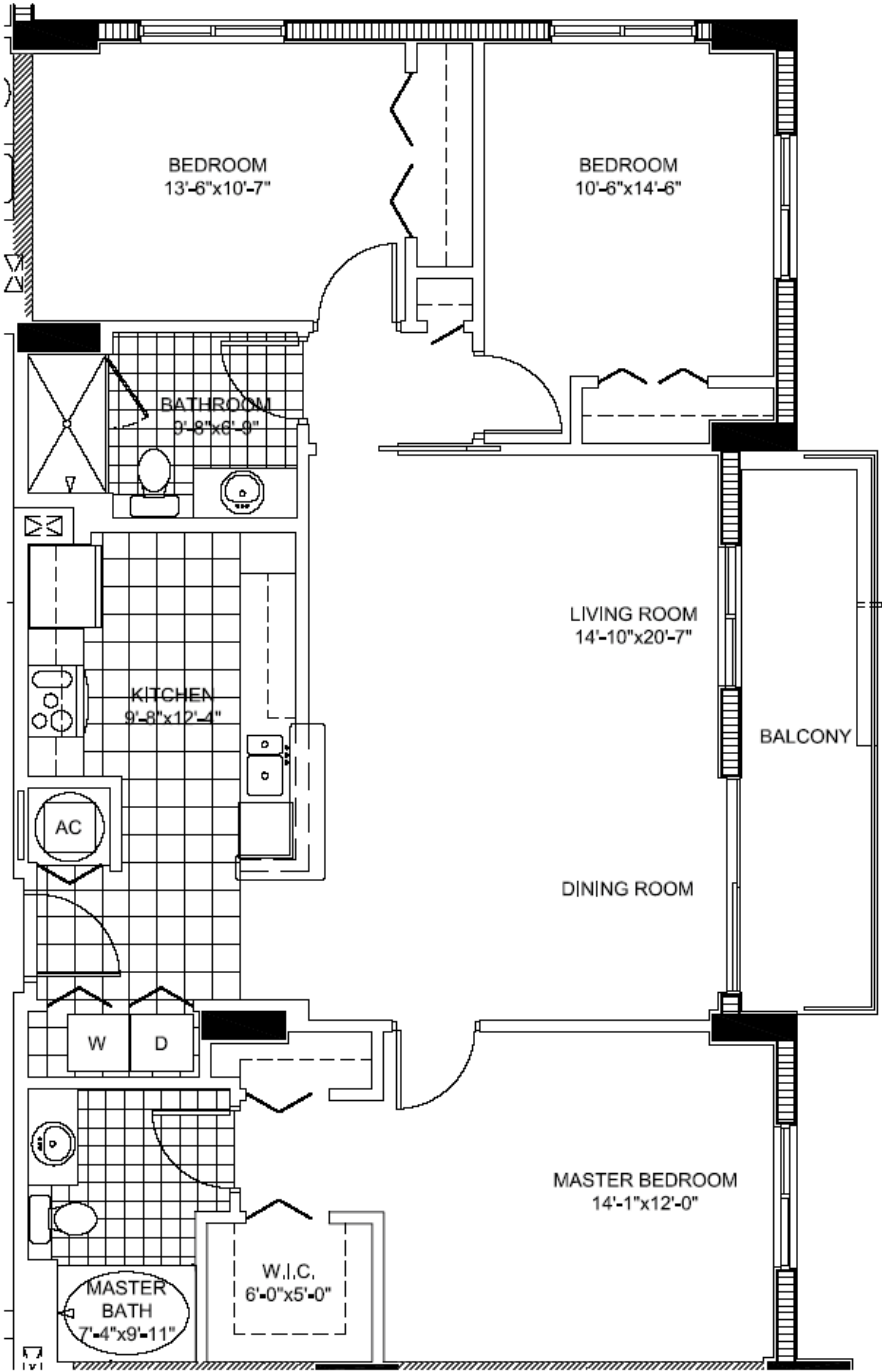 BEDROOM
13'-6"x10'-7"
BEDROOM
10'-6"x14'-6"
BATHROOM
9'-8"x6'-9"
LIVING ROOM
14'-10"x20'-7"
KITCHEN
9'-8"x12'-4"
BALCONY
AC
DINING ROOM
W
D
MASTER BEDROOM
14'-1"x12'-0"
W.I.C.
6'-0"x5'-0"
MASTER
BATH
7'-4"x9'-11"